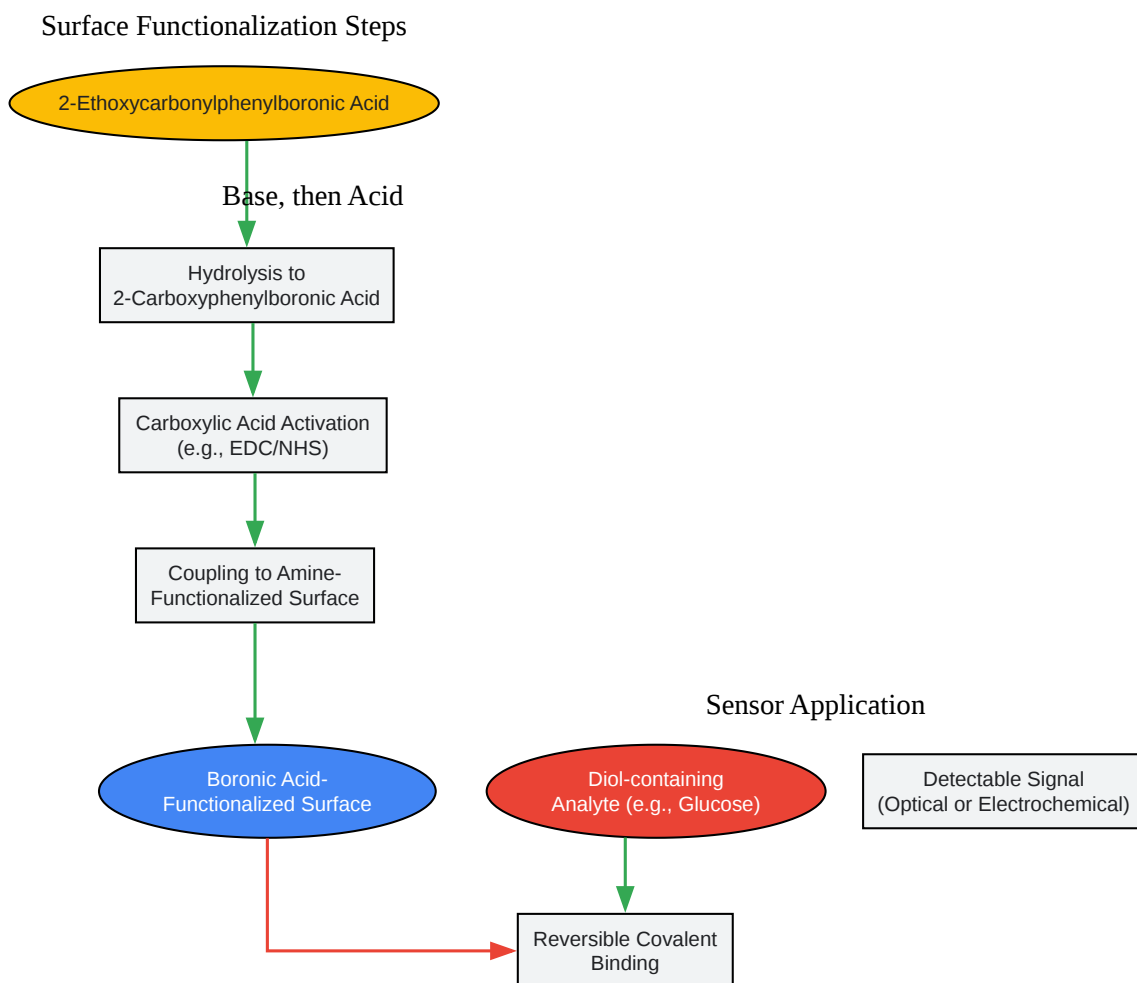 Surface Functionalization Steps
2-Ethoxycarbonylphenylboronic Acid
Base, then Acid
Hydrolysis to
2-Carboxyphenylboronic Acid
Carboxylic Acid Activation
(e.g., EDC/NHS)
Coupling to Amine-
Functionalized Surface
Sensor Application
Boronic Acid-
Functionalized Surface
Diol-containing
Analyte (e.g., Glucose)
Detectable Signal
(Optical or Electrochemical)
Reversible Covalent
Binding